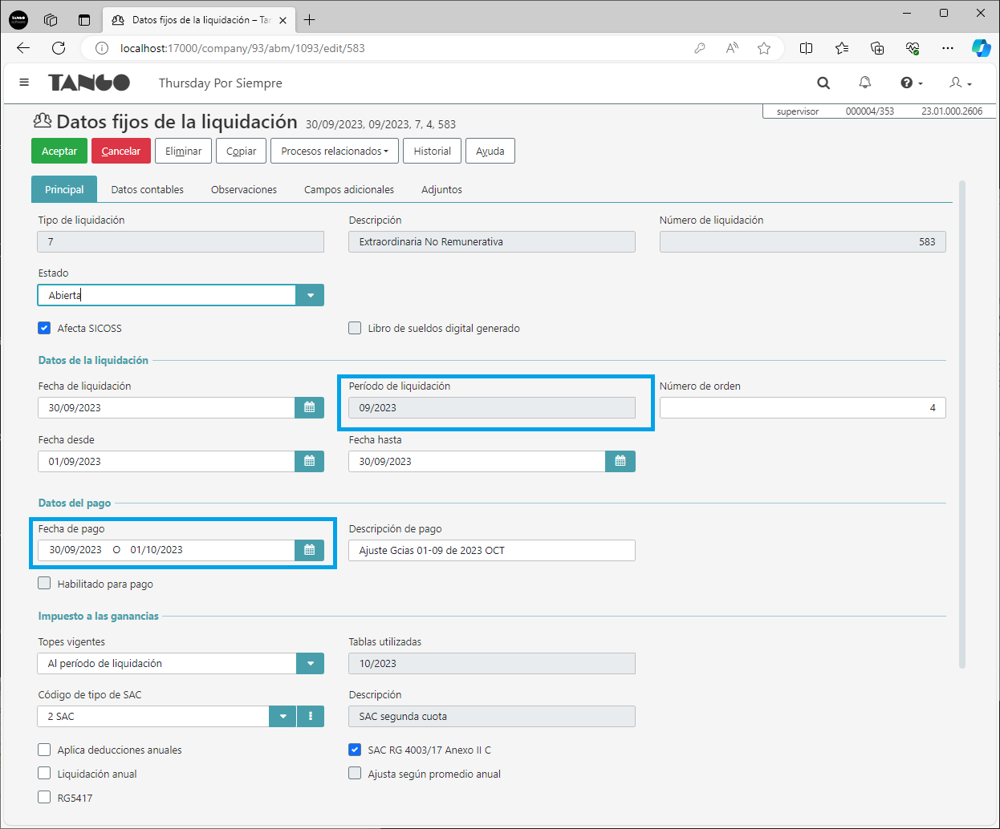 Datos fijos de la liquidación – Tan
localhost:17000/company/93/abm/1093/edit/583
TANGO Thursday Por Siempre
supervisor 000004/353 23.01.000.2606
Datos fijos de la liquidación 30/09/2023, 09/2023, 7, 4, 583
Aceptar Cancelar Eliminar Copiar Procesos relacionados Historial Ayuda
Principal Datos contables Observaciones Campos adicionales Adjuntos
Tipo de liquidación Descripción Número de liquidación
7 Extraordinaria No Remunerativa 583
Estado
Abierta
Afecta SICOSS Libro de sueldos digital generado
Datos de la liquidación
Fecha de liquidación Período de liquidación Número de orden
30/09/2023 09/2023 4
Fecha desde Fecha hasta
01/09/2023 30/09/2023
Datos del pago
Fecha de pago Descripción de pago
30/09/2023 O 01/10/2023 Ajuste Gcias 01-09 de 2023 OCT
Habilitado para pago
Impuesto a las ganancias
Topes vigentes Tablas utilizadas
Al período de liquidación 10/2023
Código de tipo de SAC Descripción
2 SAC SAC segunda cuota
Aplica deducciones anuales SAC RG 4003/17 Anexo II C
Liquidación anual Ajusta según promedio anual
RG5417